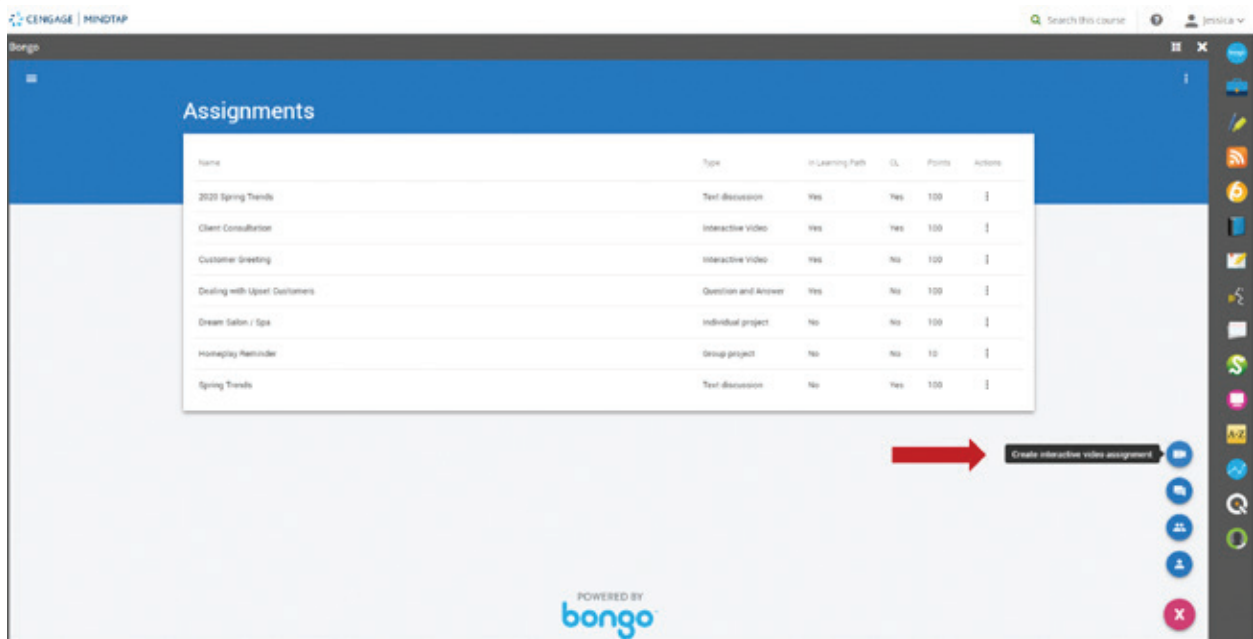 CENGAGE | MINDTAP
Search this course
Jessica
Bongo
Assignments
Name Type In Learning Path CL Points Actions
2020 Spring Trends Text discussion Yes Yes 100
Client Consultation Interactive Video Yes Yes 100
Customer Greeting Interactive Video Yes No 100
Dealing with Upset Customers Question and Answer Yes No 100
Dream Salon / Spa Individual project No No 100
Homeplay Reminder Group project No No 10
Spring Trends Text discussion No Yes 100
Create interactive video assignment
A-Z
POWERED BY
bongo